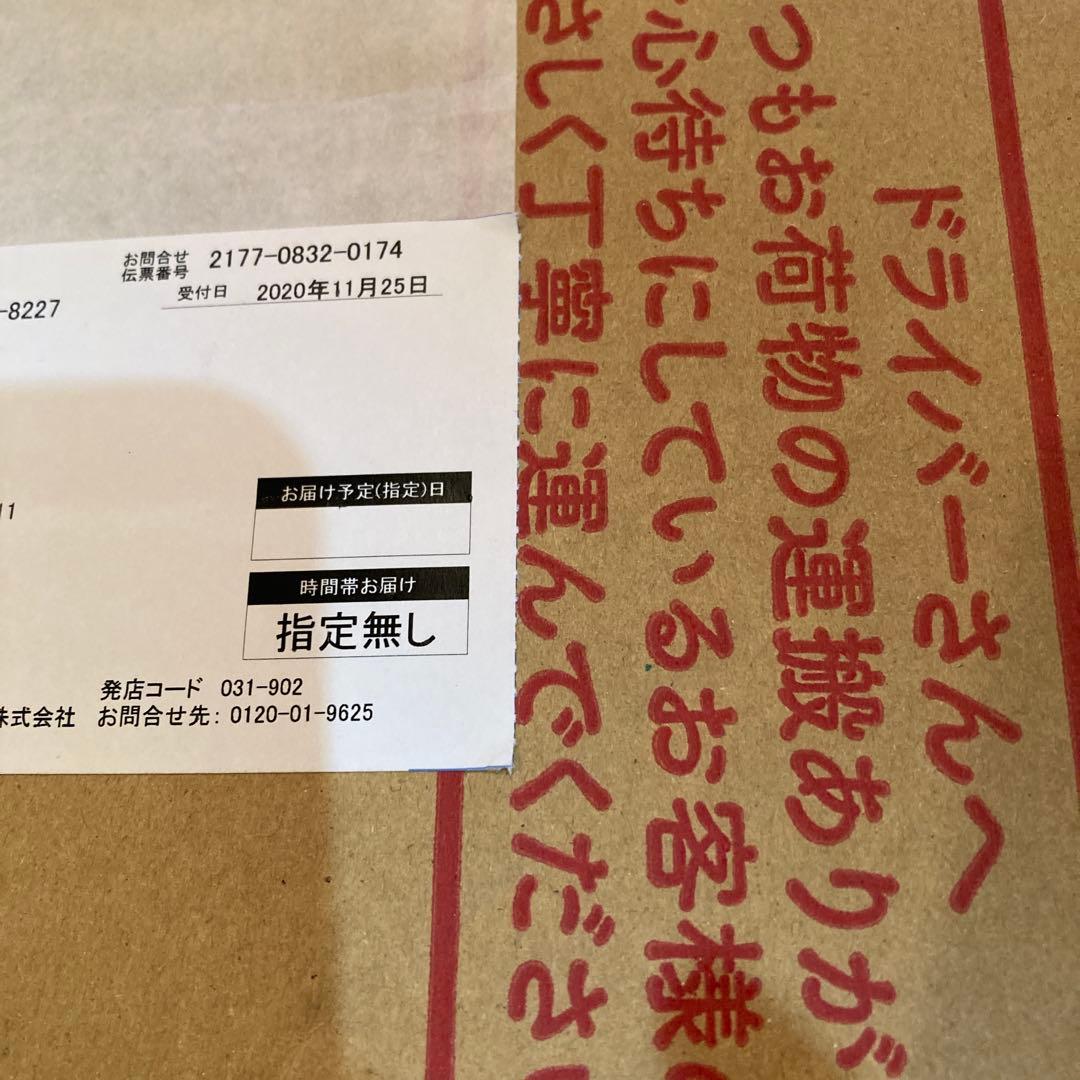 お問合せ
伝票番号 2177-0832-0174
受付日 2020年11月25日
-8227
お届け予定(指定)日
11
時間帯お届け
指定無し
発店コード 031-902
株式会社 お問合せ先: 0120-01-9625
ドライバーさんへ
つもお荷物の運搬ありが
心待ちにしているお客様の
さしく丁寧に運んでくださ